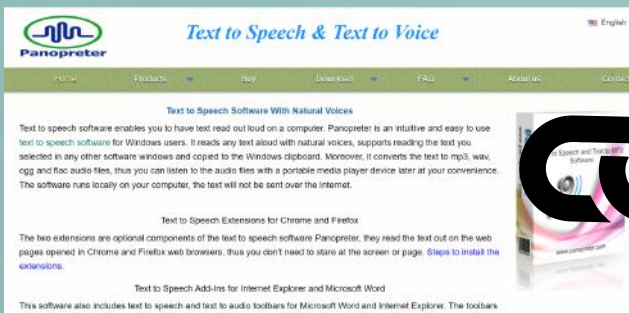 Panopreter
Text to Speech & Text to Voice
English
Home Products Buy Download FAQ About us Contact
Text to Speech Software With Natural Voices
Text to speech software enables you to have text read out loud on a computer. Panopreter is an intuitive and easy to use
text to speech software for Windows users. It reads any text aloud with natural voices, supports reading the text you
selected in any other software windows and copied to the Windows clipboard. Moreover, it converts the text to mp3, wav,
ogg and flac audio files, thus you can listen to the audio files with a portable media player device later at your convenience.
The software runs locally on your computer, the text will not be sent over the Internet.
Text to Speech Extensions for Chrome and Firefox
The two extensions are optional components of the text to speech software Panopreter, they read the text out on the web
pages opened in Chrome and Firefox web browsers, thus you don't need to stare at the screen or page. Steps to install the
extensions.
Text to Speech Add-Ins for Internet Explorer and Microsoft Word
This software also includes text to speech and text to audio toolbars for Microsoft Word and Internet Explorer. The toolbars
Speech and Text to MP3
Software
www.panopreter.com